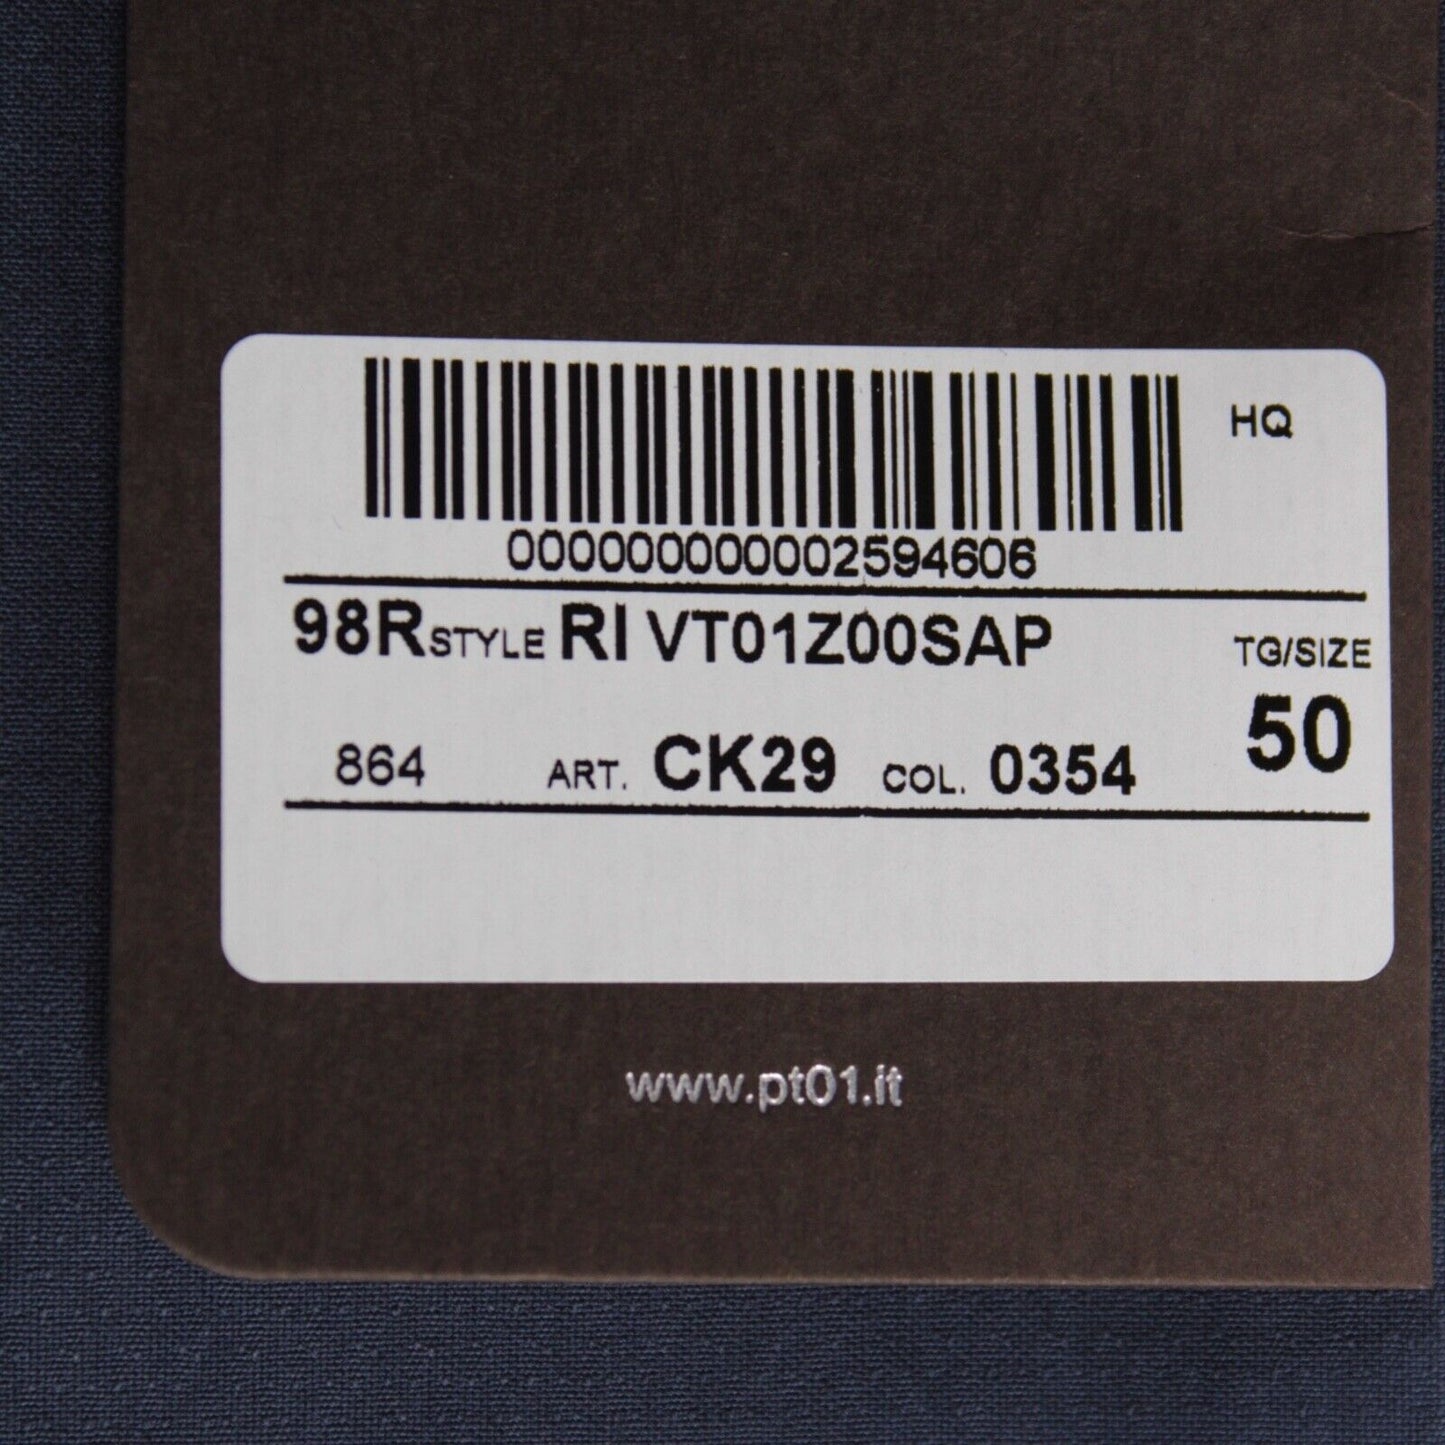 HQ
0000000000002594606
98R STYLE RI VT01Z00SAP TG/SIZE
864 ART. CK29 COL. 0354 50
www.pt01.it